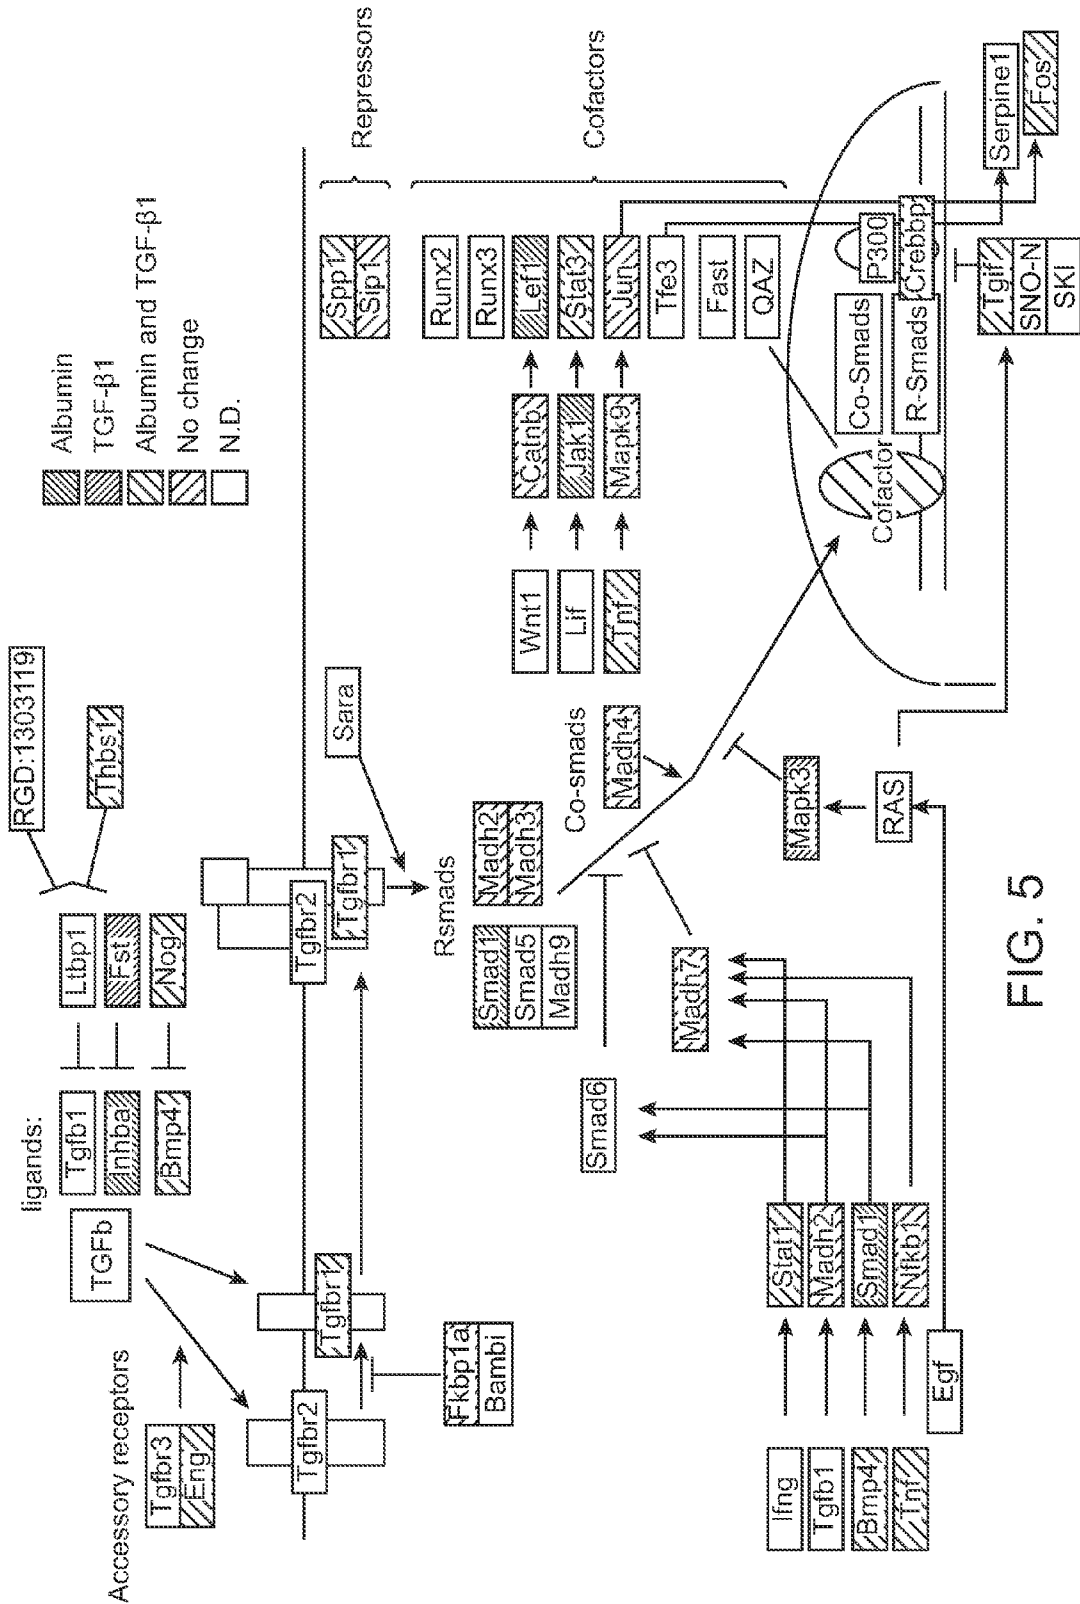 Accessory receptors
Tgfbr3
Eng
TGFb
ligands:
Tgfb1
Inhba
Bmp4
Ltbp1
Fst
Nog
RGD:1303119
Thbs1
Albumin
TGF-β1
Albumin and TGF-β1
No change
N.D.
Tgfbr2
Tgfbr1
Fkbp1a
Bambi
Tgfbr2
Tgfbr1
Sara
Spp1
Sip1
Repressors
Rsmads
Smad1
Smad5
Madh9
Madh2
Madh3
Co-smads
Madh4
Wnt1
Lif
Tnf
Catnb
Jak1
Mapk9
Runx2
Runx3
Lef1
Stat3
Jun
Tfe3
Fast
QAZ
Cofactors
Smad6
Madh7
Mapk3
RAS
Ifng
Tgfb1
Bmp4
Tnf
Stat1
Madh2
Smad1
Nfkb1
Egf
Cofactor
Co-Smads
R-Smads
P300
Crebbp
Tgif
SNO-N
SKI
Serpine1
Fos
FIG. 5